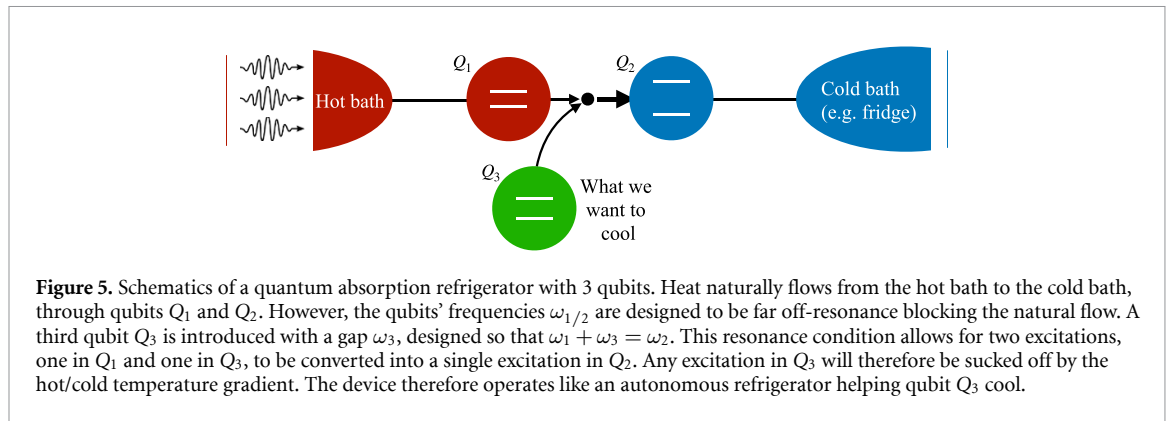 Q1
Q2
Hot bath
Cold bath
(e.g. fridge)
Q3
What we
want to
cool
Figure 5. Schematics of a quantum absorption refrigerator with 3 qubits. Heat naturally flows from the hot bath to the cold bath,
through qubits Q1 and Q2. However, the qubits' frequencies ω1/2 are designed to be far off-resonance blocking the natural flow. A
third qubit Q3 is introduced with a gap ω3, designed so that ω1 + ω3 = ω2. This resonance condition allows for two excitations,
one in Q1 and one in Q3, to be converted into a single excitation in Q2. Any excitation in Q3 will therefore be sucked off by the
hot/cold temperature gradient. The device therefore operates like an autonomous refrigerator helping qubit Q3 cool.